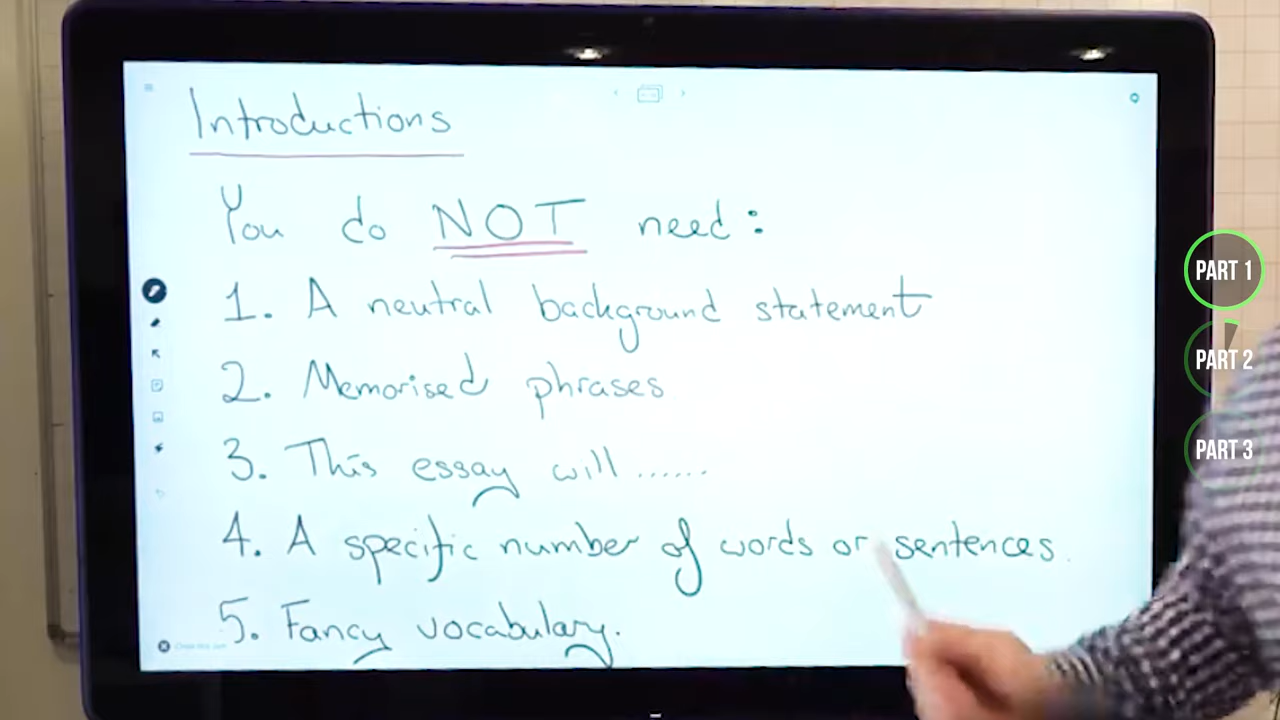 Introductions
You do NOT need:
1. A neutral background statement
2. Memorised phrases
3. This essay will ......
4. A specific number of words or sentences.
5. Fancy vocabulary.
PART 1
PART 2
PART 3